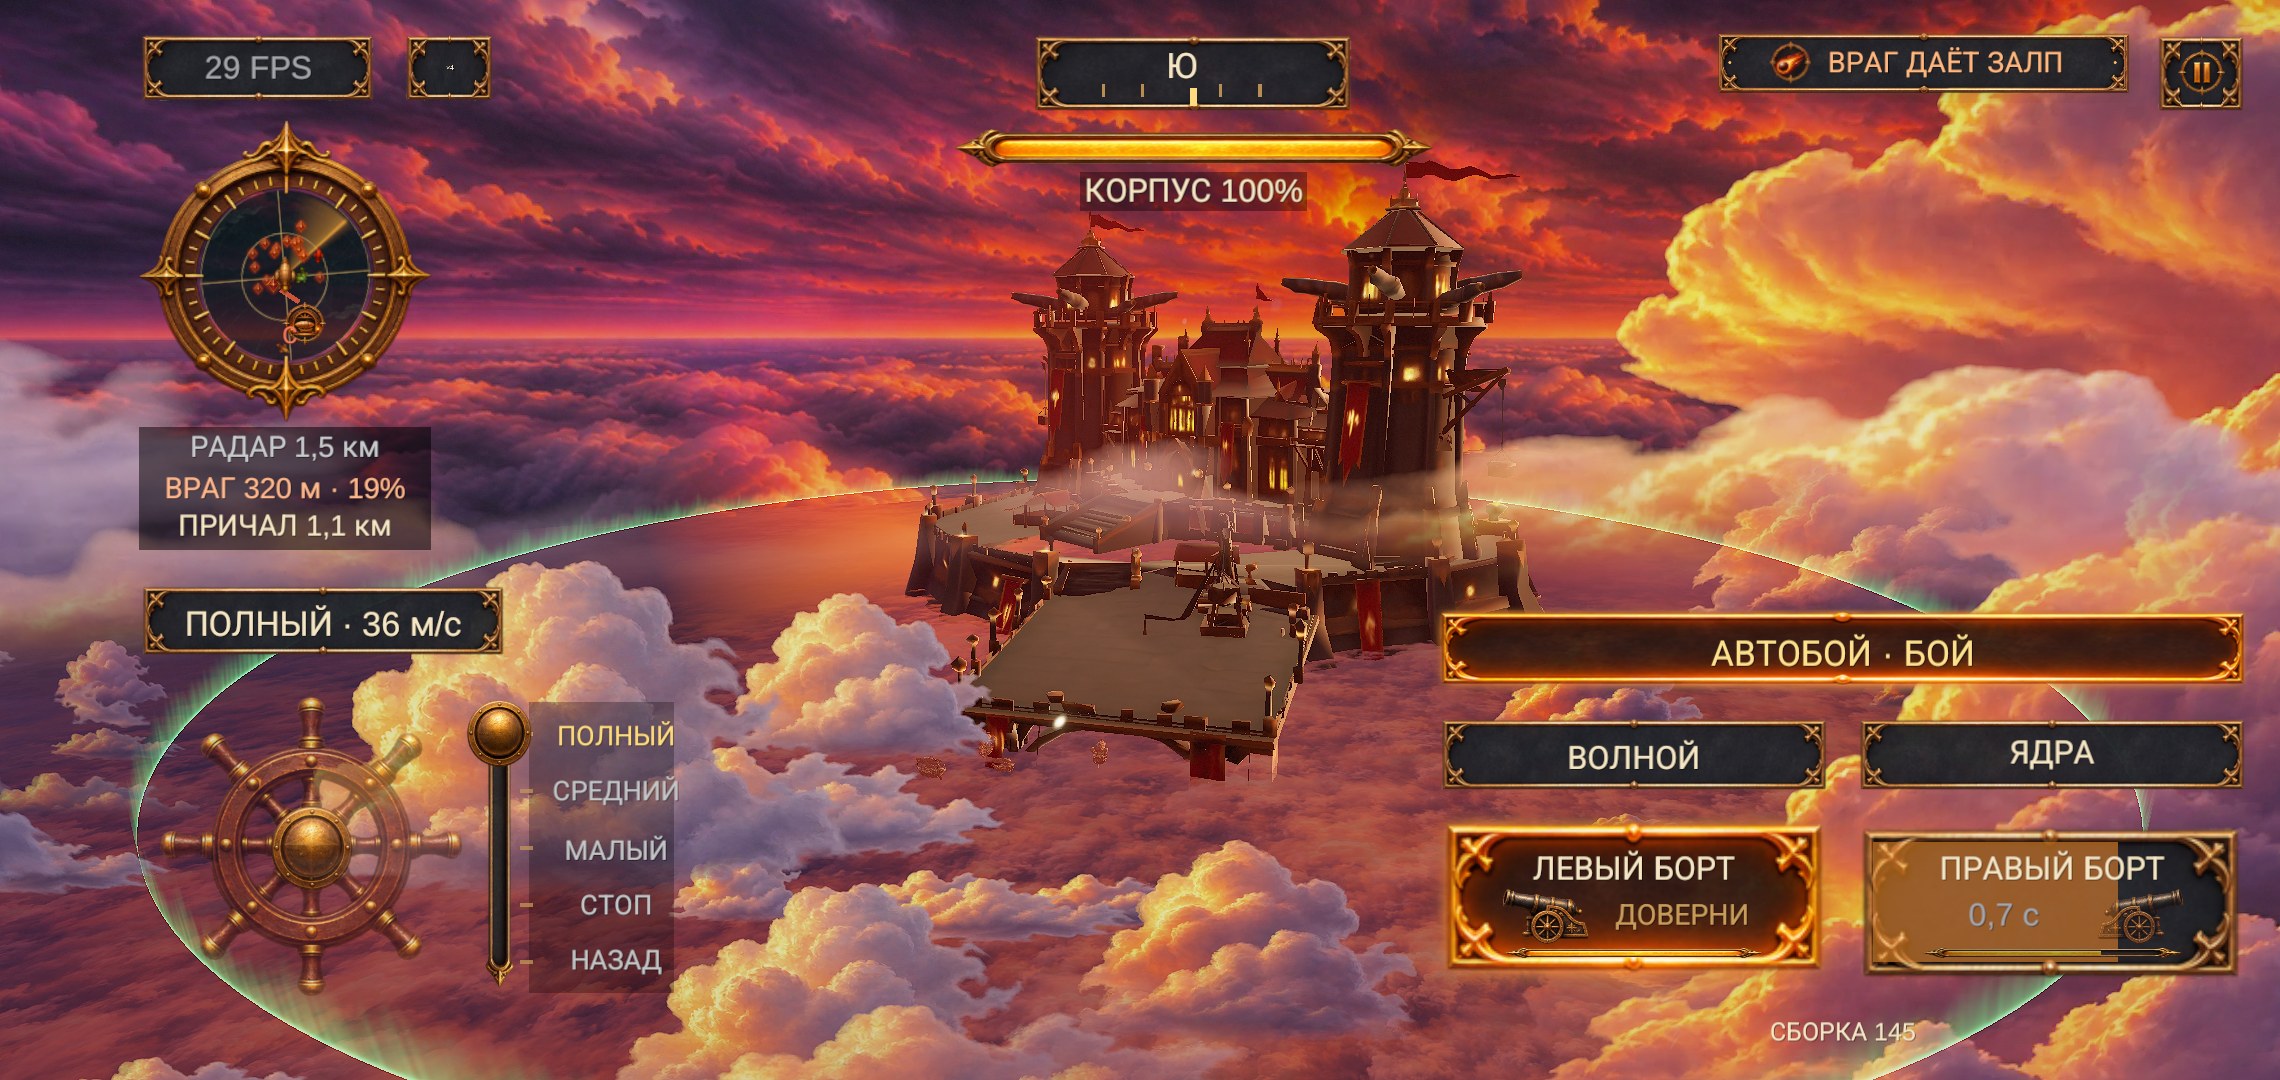 29 FPS
Ю
ВРАГ ДАЁТ ЗАЛП
КОРПУС 100%
РАДАР 1,5 км
ВРАГ 320 м · 19%
ПРИЧАЛ 1,1 км
ПОЛНЫЙ · 36 м/с
ПОЛНЫЙ
СРЕДНИЙ
МАЛЫЙ
СТОП
НАЗАД
АВТОБОЙ · БОЙ
ВОЛНОЙ
ЯДРА
ЛЕВЫЙ БОРТ
ДОВЕРНИ
ПРАВЫЙ БОРТ
0,7 с
СБОРКА 145